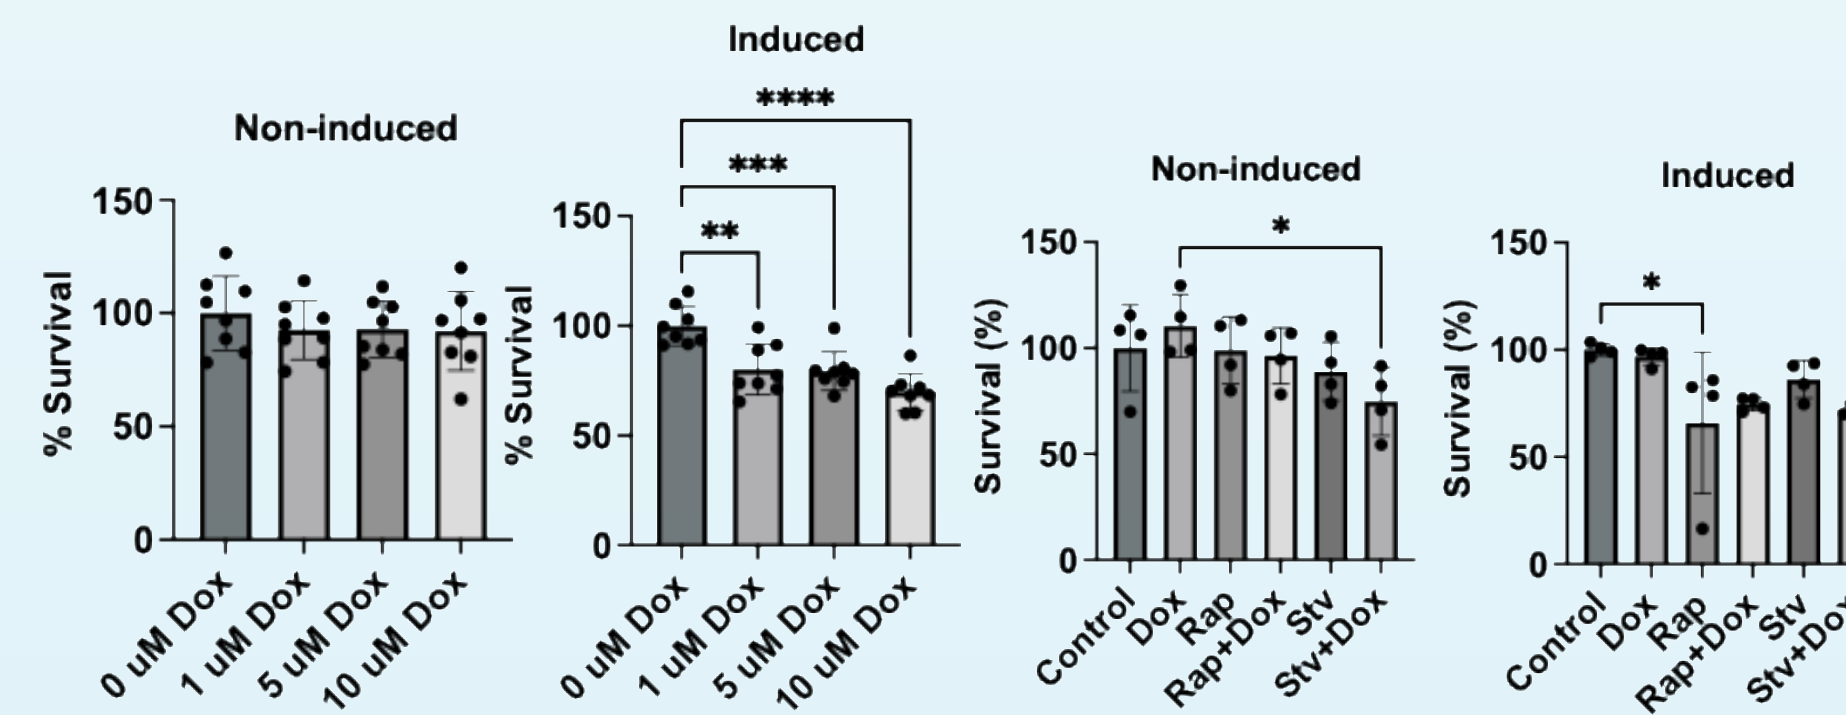 Non-induced
% Survival
150
100
50
0
0 uM Dox
1 uM Dox
5 uM Dox
10 uM Dox
Induced
****
***
**
% Survival
150
100
50
0
0 uM Dox
1 uM Dox
5 uM Dox
10 uM Dox
Non-induced
*
Survival (%)
150
100
50
0
Control
Dox
Rap
Rap+Dox
Stv
Stv+Dox
Induced
*
Survival (%)
150
100
50
0
Control
Dox
Rap
Rap+Dox
Stv
Stv+Dox